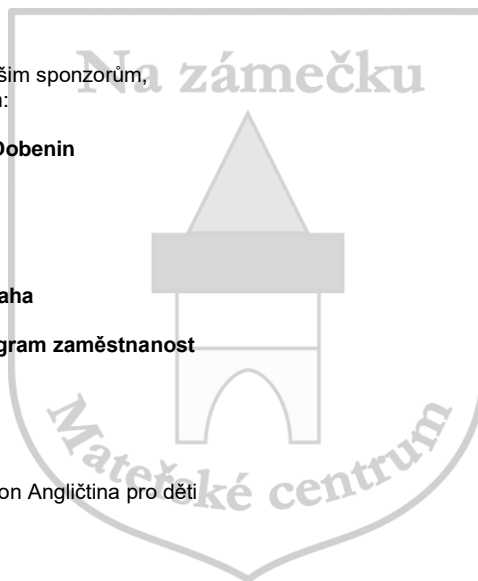 Na zámečku
šim sponzorům,
:
Dobenin
aha
gram zaměstnanost
Mateřské centrum
on Angličtina pro děti